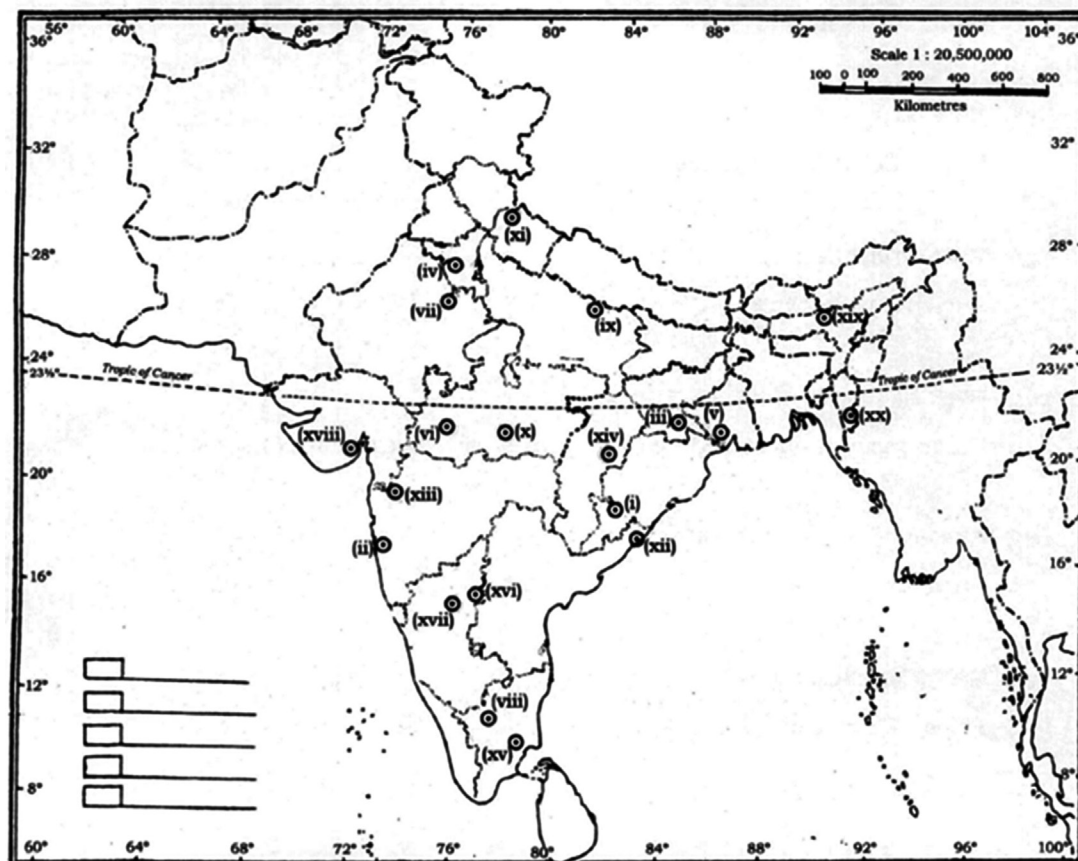 56° 60° 64° 68° 72° 76° 80° 84° 88° 92° 96° 100° 104°
36° 36°
Scale 1 : 20,500,000
100 0 100 200 400 600 800
Kilometres
32° 32°
(xi)
28° 28°
(iv)
(vii)
(ix)
(xix)
24° 24°
23½° Tropic of Cancer Tropic of Cancer 23½°
(iii) (v) (xx)
(xviii) (vi) (x) (xiv)
20° 20°
(xiii) (i)
(ii) (xii)
16° 16°
(xvi)
(xvii)
12° 12°
(viii)
(xv)
8° 8°
60° 64° 68° 72° 76° 80° 84° 88° 92° 96° 100°